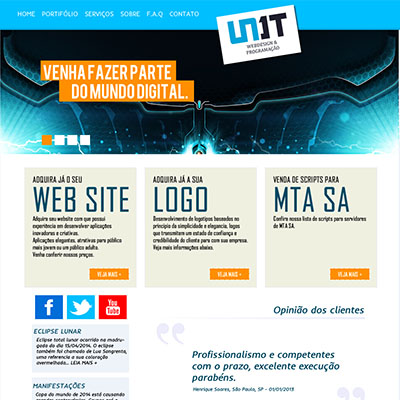 HOME PORTIFÓLIO SERVIÇOS SOBRE F.A.Q CONTATO
UN1T
WEBDESIGN &
PROGRAMAÇÃO
VENHA FAZER PARTE
DO MUNDO DIGITAL.
ADQUIRA JÁ O SEU
WEB SITE
Adquira seu website com que possui
experiência em desenvolver aplicações
inovadoras e criativas.
Aplicações elegantes, atrativas para público
mais jovem ou um público adulto.
Venha conferir nossos preços.
VEJA MAIS +
ADQUIRA JÁ A SUA
LOGO
Desenvolvimento de logotipos baseados no
princípio da simplicidade e elegancia, logos
que transmitam um estado de confiança e
credibilidade do cliente para com sua empresa.
Veja mais informações abaixo.
VEJA MAIS +
VENDA DE SCRIPTS PARA
MTA SA
Confira nossa lista de scripts para servidores
de MTA SA.
VEJA MAIS +
f
You
Tube
ECLIPSE LUNAR
Eclipse total lunar ocorrido na madru-
gada do dia 15/04/2014. O eclipse
também foi chamado de Lua Sangrenta,
uma referencia a sua coloração
avermelhada... LEIA MAIS +
MANIFESTAÇÕES
Copa do mundo de 2014 está causando
Opinião dos clientes
Profissionalismo e competentes
com o prazo, excelente execução
parabéns.
Henrique Soares, São Paulo, SP - 01/01/2013